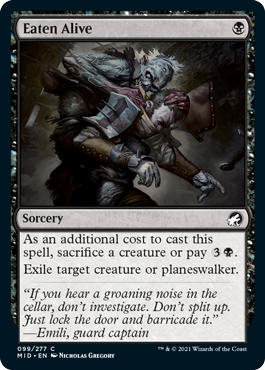 Eaten Alive
Sorcery
As an additional cost to cast this
spell, sacrifice a creature or pay 3.
Exile target creature or planeswalker.
“If you hear a groaning noise in the
cellar, don’t investigate. Don’t split up.
Just lock the door and barricade it.”
—Emili, guard captain
099/277 C
MID • EN Nicholas Gregory
™ & © 2021 Wizards of the Coast